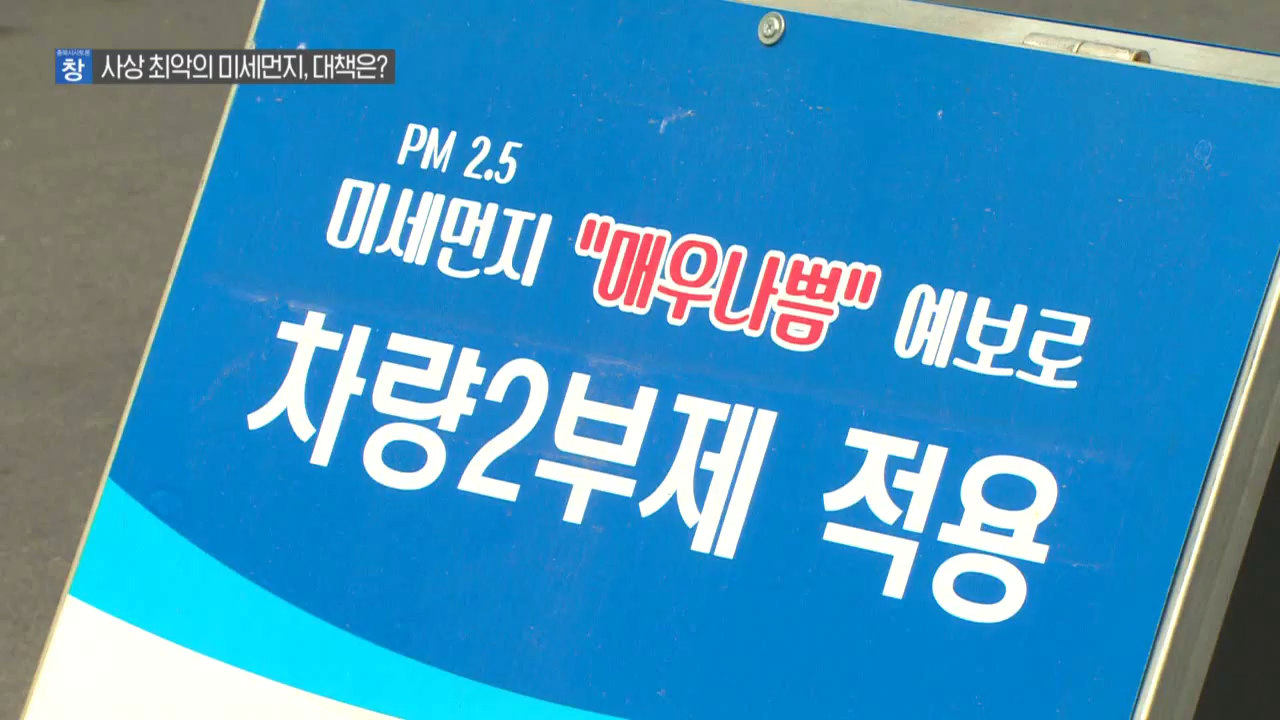 창 사상 최악의 미세먼지, 대책은?
PM 2.5
미세먼지 "매우나쁨" 예보로
차량2부제 적용